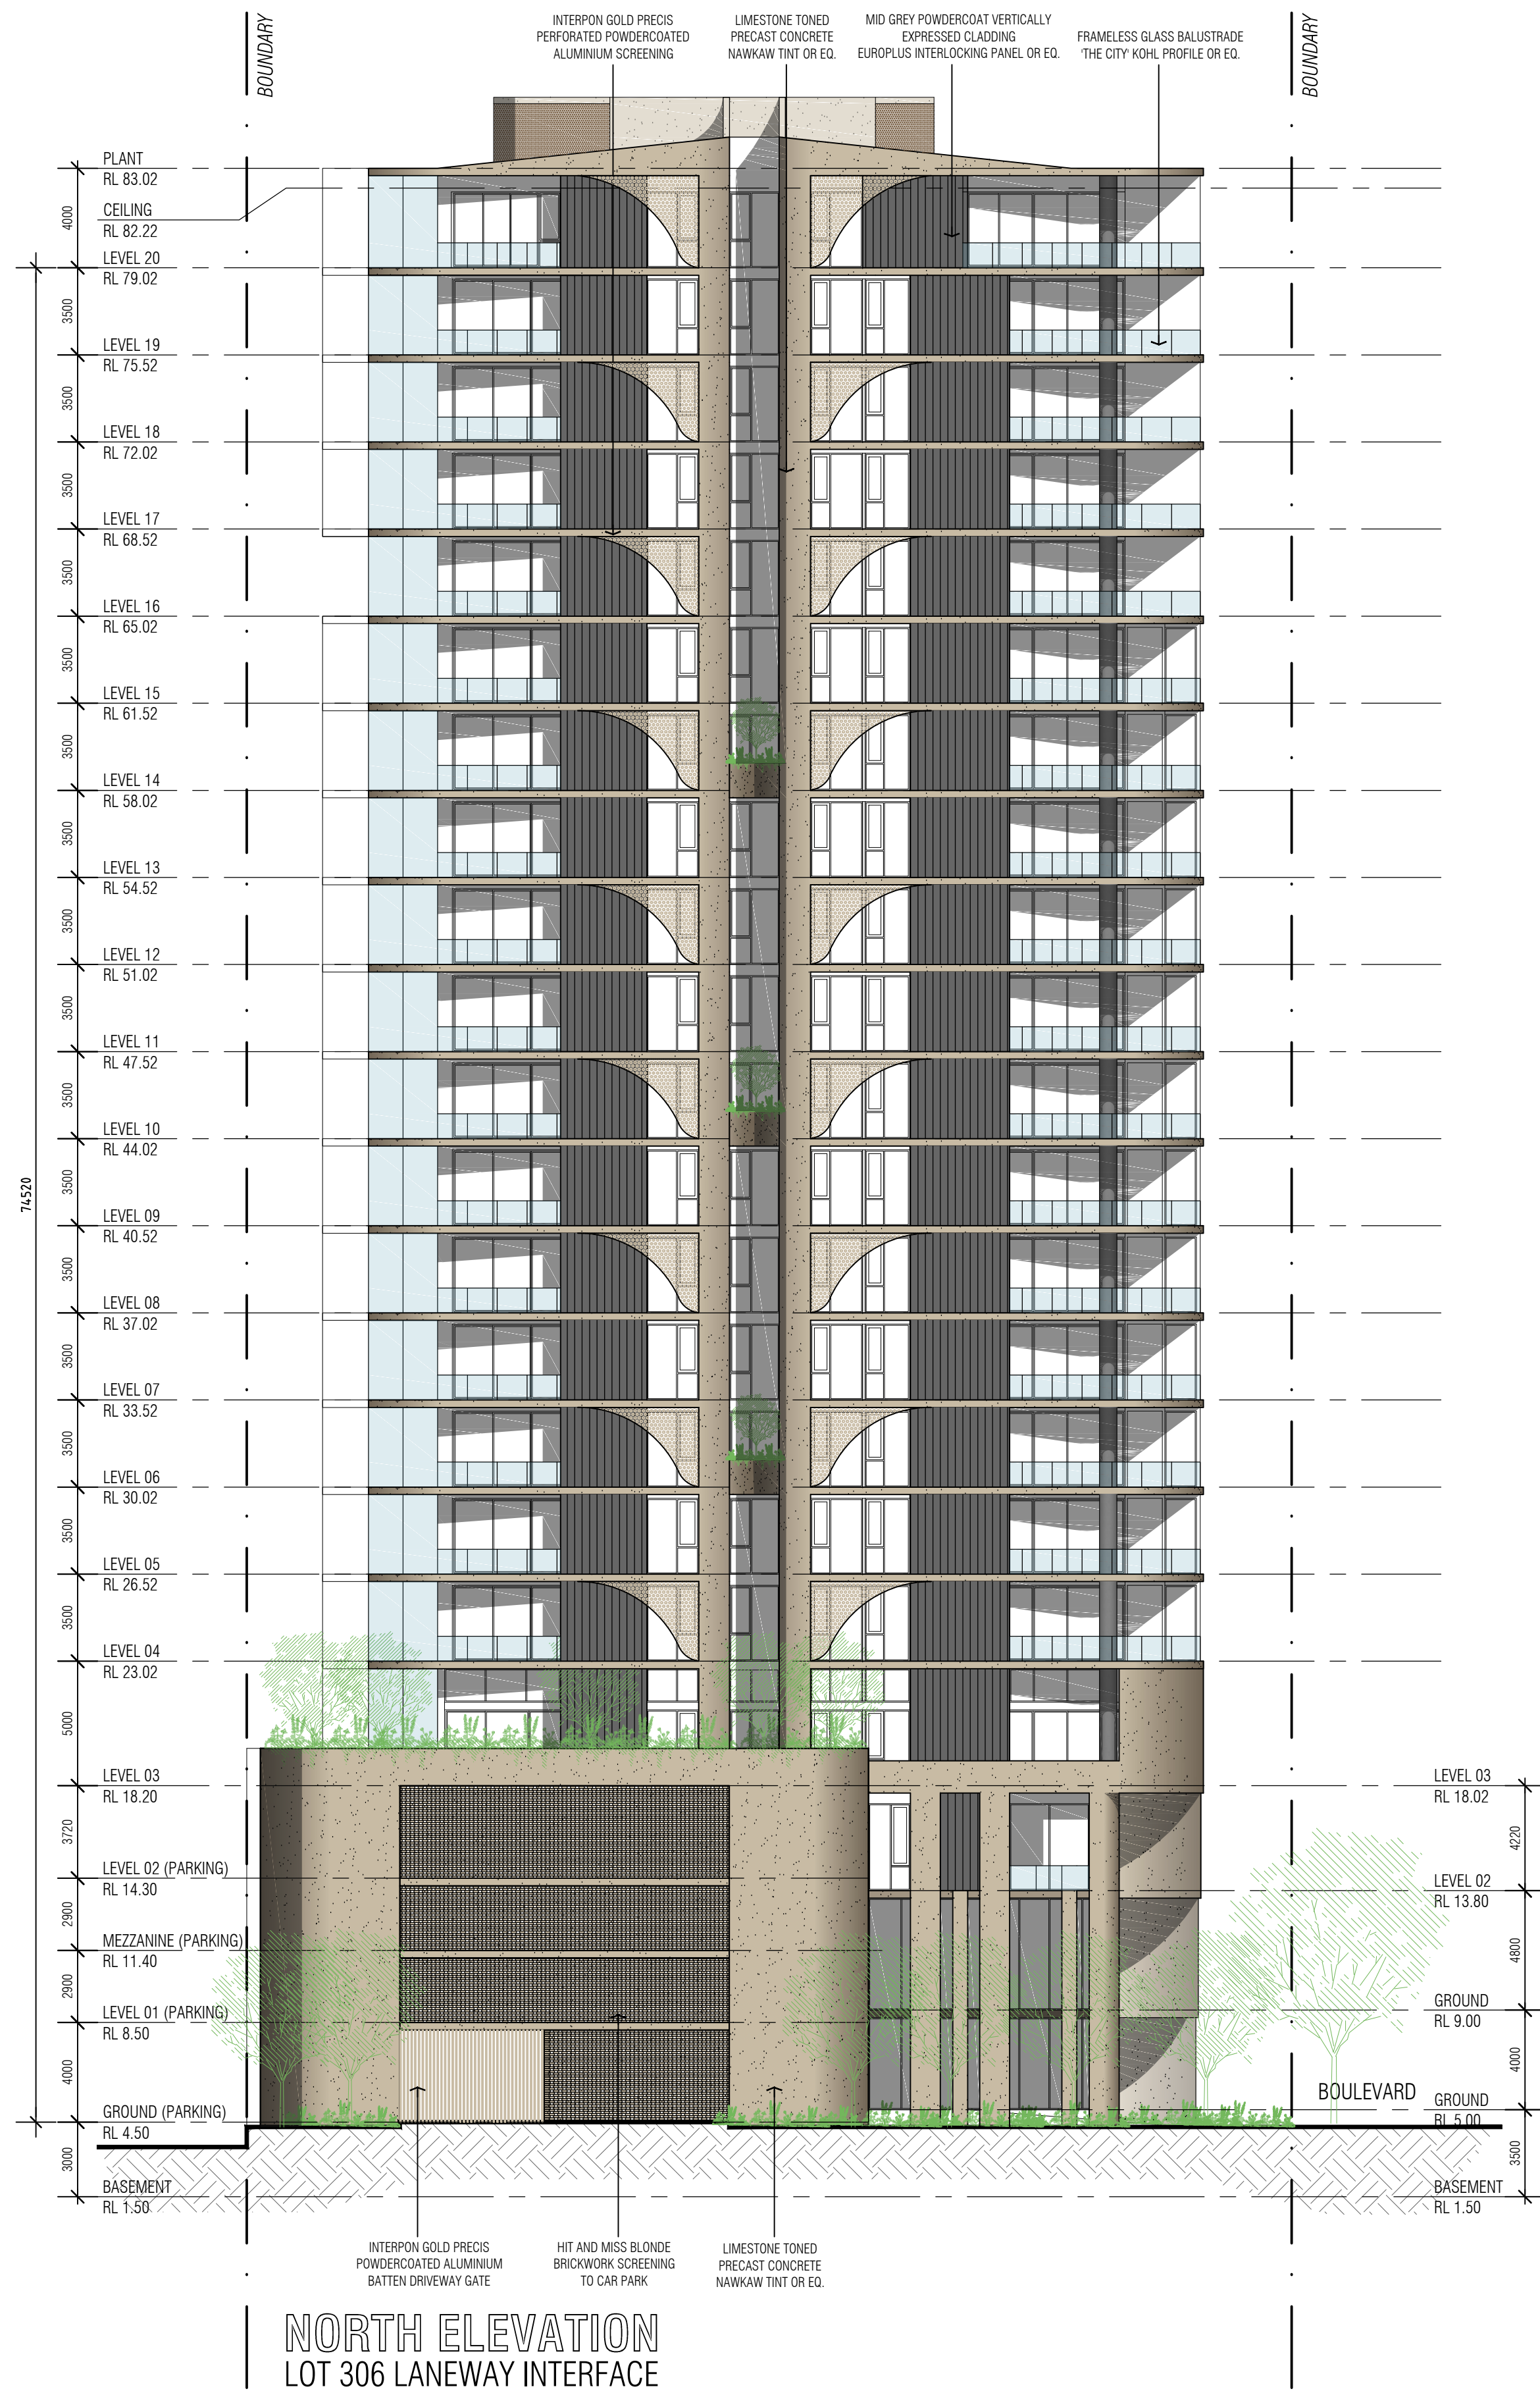 BOUNDARY
INTERPON GOLD PRECIS
PERFORATED POWDERCOATED
ALUMINIUM SCREENING
LIMESTONE TONED
PRECAST CONCRETE
NAWKAW TINT OR EQ.
MID GREY POWDERCOAT VERTICALLY
EXPRESSED CLADDING
EUROPLUS INTERLOCKING PANEL OR EQ.
FRAMELESS GLASS BALUSTRADE
'THE CITY' KOHL PROFILE OR EQ.
BOUNDARY
PLANT
RL 83.02
4000
CEILING
RL 82.22
LEVEL 20
RL 79.02
3500
LEVEL 19
RL 75.52
3500
LEVEL 18
RL 72.02
3500
LEVEL 17
RL 68.52
3500
LEVEL 16
RL 65.02
3500
LEVEL 15
RL 61.52
3500
LEVEL 14
RL 58.02
3500
LEVEL 13
RL 54.52
3500
LEVEL 12
RL 51.02
3500
LEVEL 11
RL 47.52
3500
LEVEL 10
RL 44.02
3500
74520
LEVEL 09
RL 40.52
3500
LEVEL 08
RL 37.02
3500
LEVEL 07
RL 33.52
3500
LEVEL 06
RL 30.02
3500
LEVEL 05
RL 26.52
3500
LEVEL 04
RL 23.02
5000
LEVEL 03
RL 18.20
3720
LEVEL 02 (PARKING)
RL 14.30
2900
MEZZANINE (PARKING)
RL 11.40
2900
LEVEL 01 (PARKING)
RL 8.50
4000
GROUND (PARKING)
RL 4.50
3000
BASEMENT
RL 1.50
LEVEL 03
RL 18.02
4220
LEVEL 02
RL 13.80
4800
GROUND
RL 9.00
4000
BOULEVARD
GROUND
RL 5.00
3500
BASEMENT
RL 1.50
INTERPON GOLD PRECIS
POWDERCOATED ALUMINIUM
BATTEN DRIVEWAY GATE
HIT AND MISS BLONDE
BRICKWORK SCREENING
TO CAR PARK
LIMESTONE TONED
PRECAST CONCRETE
NAWKAW TINT OR EQ.
NORTH ELEVATION
LOT 306 LANEWAY INTERFACE